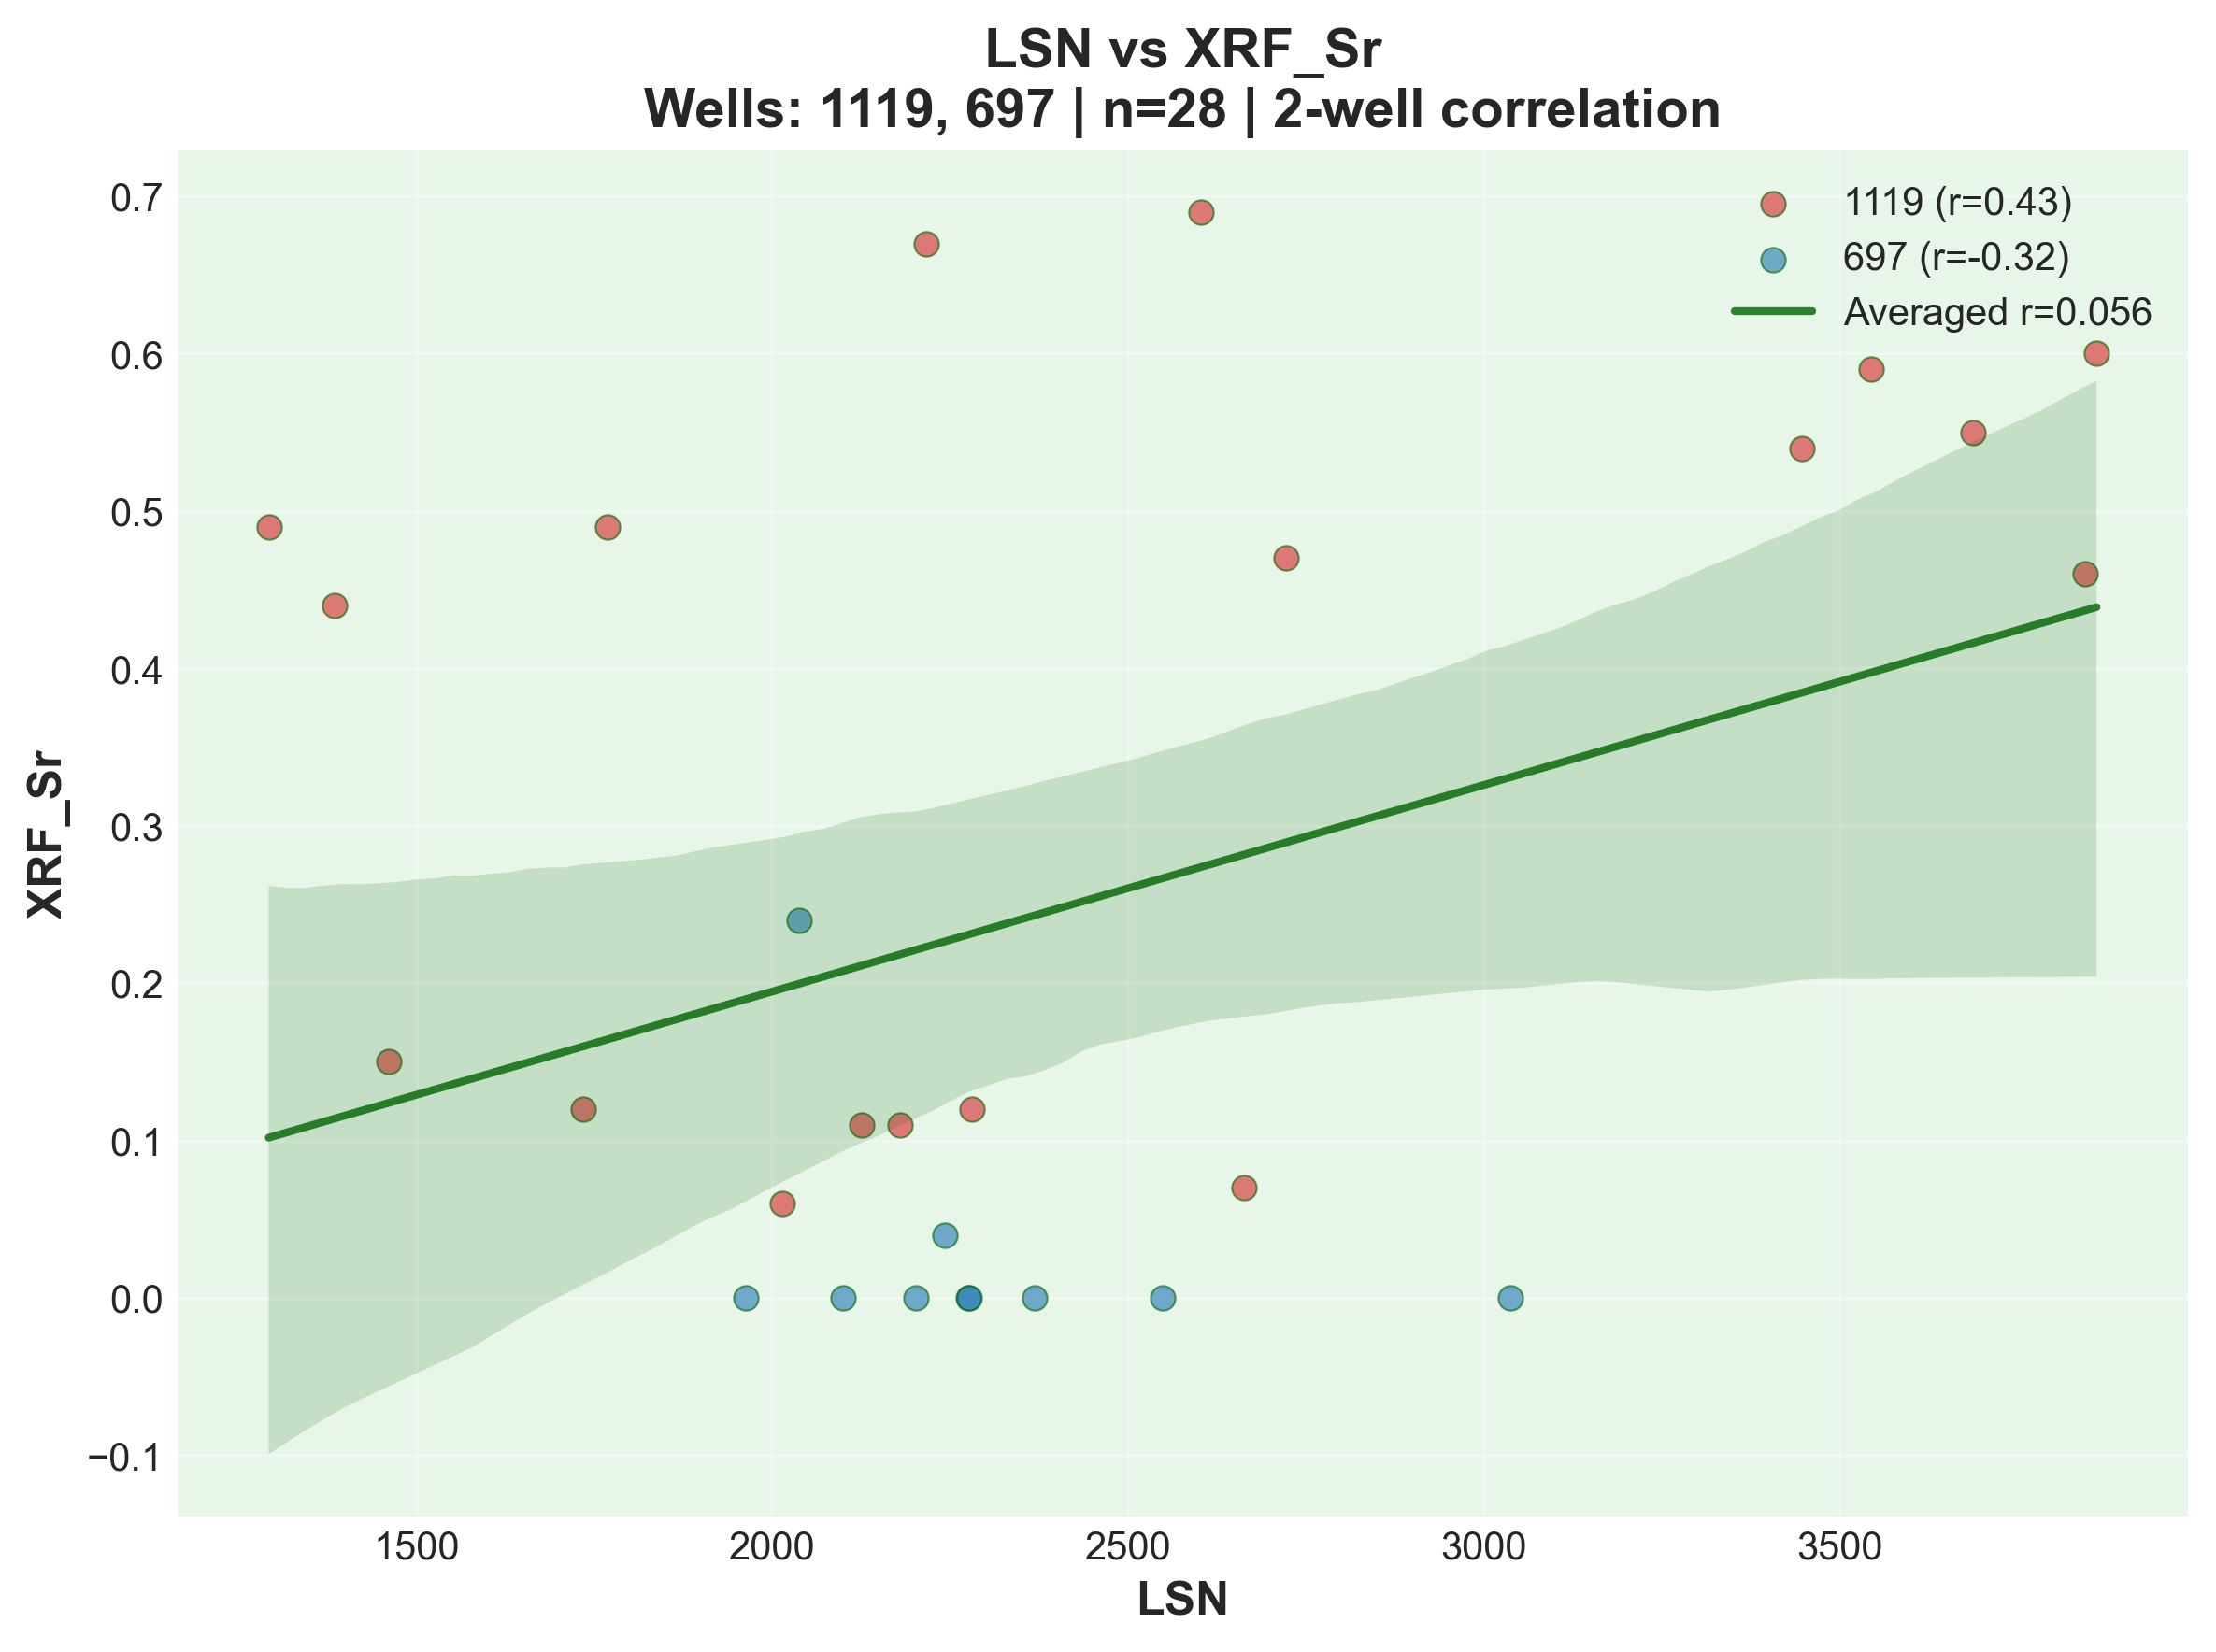 LSN vs XRF_Sr
Wells: 1119, 697 | n=28 | 2-well correlation
1119 (r=0.43)
697 (r=-0.32)
Averaged r=0.056
XRF_Sr
0.7
0.6
0.5
0.4
0.3
0.2
0.1
0.0
−0.1
1500 2000 2500 3000 3500
LSN